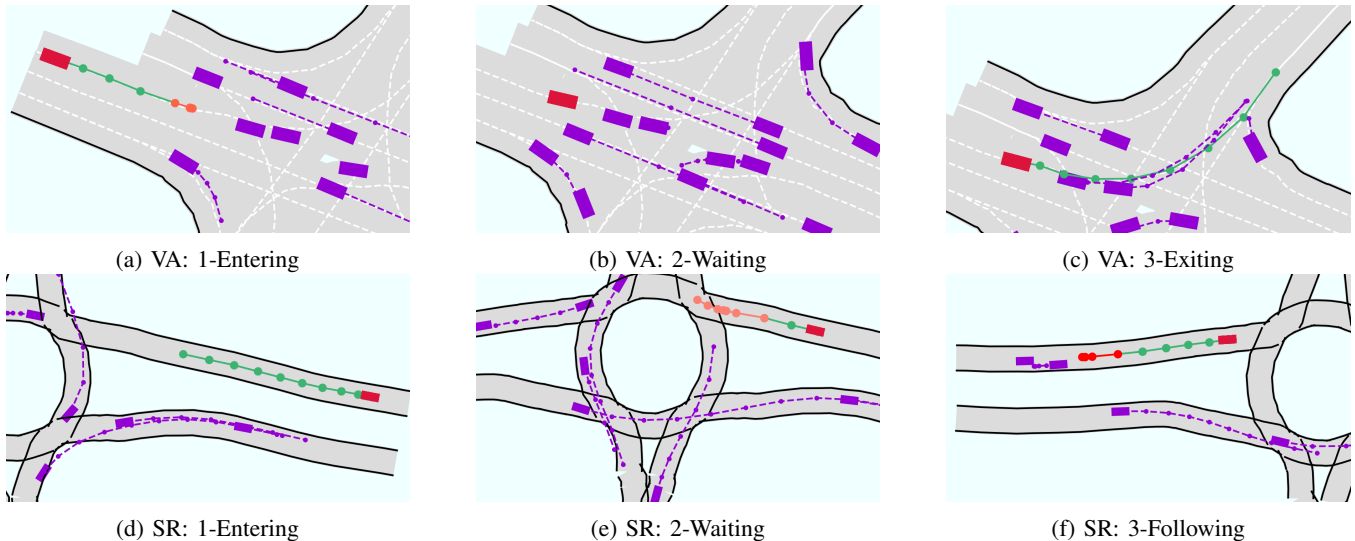 (a) VA: 1-Entering
(b) VA: 2-Waiting
(c) VA: 3-Exiting
(d) SR: 1-Entering
(e) SR: 2-Waiting
(f) SR: 3-Following